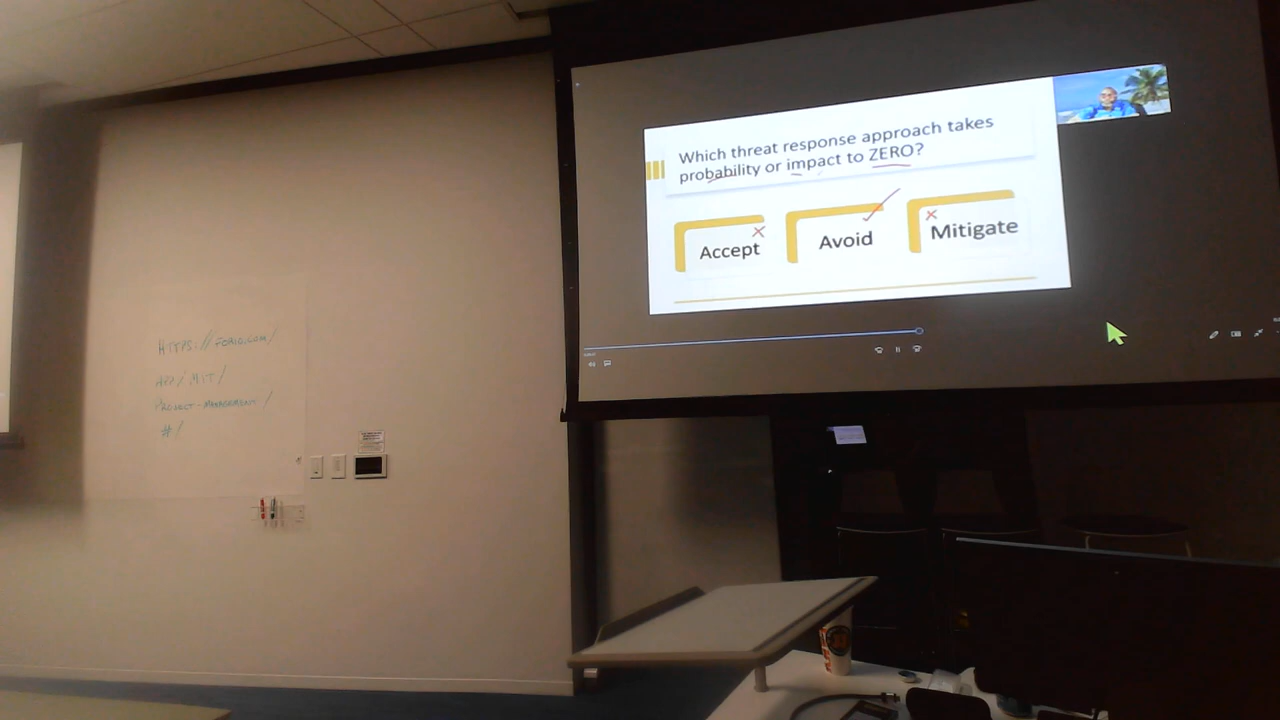 Which threat response approach takes
probability or impact to ZERO?
Accept
Avoid
Mitigate
HTTPS://FORIO.COM/
APP/MIT/
PROJECT-MANAGEMENT/
#/